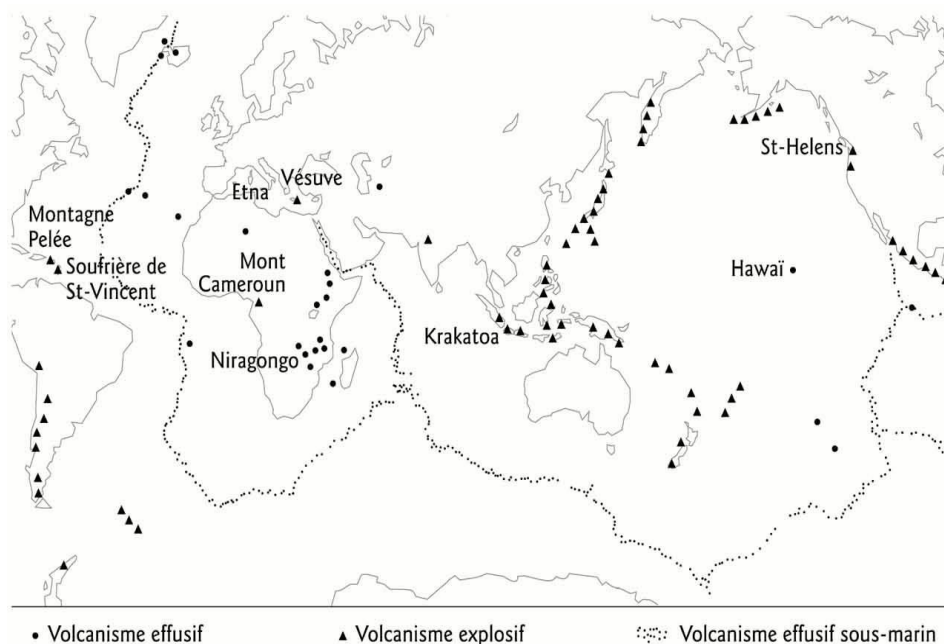 St-Helens
Vésuve
Etna
Montagne
Pelée
Soufrière de
St-Vincent
Mont
Cameroun
Hawaï
Krakatoa
Niragongo
Volcanisme effusif
Volcanisme explosif
Volcanisme effusif sous-marin